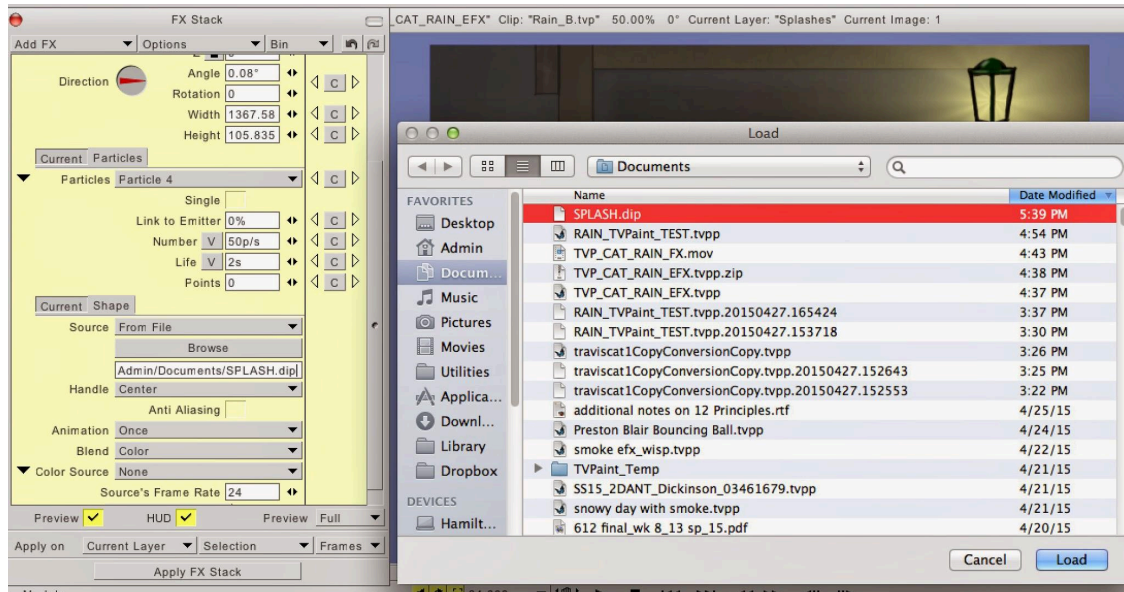 FX Stack
Add FX Options Bin
Direction
Angle 0.08°
Rotation 0
Width 1367.58 C
Height 105.835 C
Current Particles
Particles Particle 4 C
Single
Link to Emitter 0% C
Number V 50p/s C
Life V 2s C
Points 0 C
Current Shape
Source From File
Browse
Admin/Documents/SPLASH.dip
Handle Center
Anti Aliasing
Animation Once
Blend Color
Color Source None
Source's Frame Rate 24
Preview HUD Preview Full
Apply on Current Layer Selection Frames
Apply FX Stack
_CAT_RAIN_EFX* Clip: "Rain_B.tvp" 50.00% 0° Current Layer: "Splashes" Current Image: 1
Load
Documents
FAVORITES
Desktop
Admin
Docum...
Music
Pictures
Movies
Utilities
Applica...
Downl...
Library
Dropbox
DEVICES
Hamilt...
Name Date Modified
SPLASH.dip 5:39 PM
RAIN_TVPaint_TEST.tvpp 4:54 PM
TVP_CAT_RAIN_FX.mov 4:43 PM
TVP_CAT_RAIN_EFX.tvpp.zip 4:38 PM
TVP_CAT_RAIN_EFX.tvpp 4:37 PM
RAIN_TVPaint_TEST.tvpp.20150427.165424 3:37 PM
RAIN_TVPaint_TEST.tvpp.20150427.153718 3:30 PM
traviscat1CopyConversionCopy.tvpp 3:26 PM
traviscat1CopyConversionCopy.tvpp.20150427.152643 3:25 PM
traviscat1CopyConversionCopy.tvpp.20150427.152553 3:22 PM
additional notes on 12 Principles.rtf 4/25/15
Preston Blair Bouncing Ball.tvpp 4/24/15
smoke efx_wisp.tvpp 4/22/15
TVPaint_Temp 4/21/15
SS15_2DANT_Dickinson_03461679.tvpp 4/21/15
snowy day with smoke.tvpp 4/21/15
612 final_wk 8_13 sp_15.pdf 4/20/15
Cancel Load